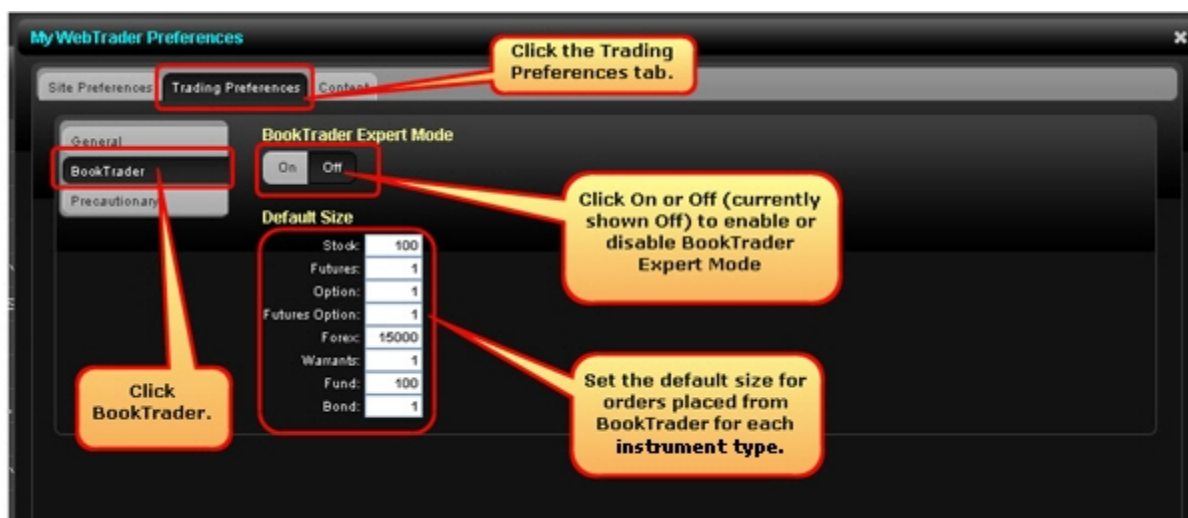 My WebTrader Preferences
Click the Trading
Preferences tab.
Site Preferences Trading Preferences Content
General
BookTrader
Precautionary
BookTrader Expert Mode
On Off
Click On or Off (currently
shown Off) to enable or
disable BookTrader
Expert Mode
Default Size
Stock: 100
Futures: 1
Option: 1
Futures Option: 1
Forex: 15000
Warrants: 1
Fund: 100
Bond: 1
Click
BookTrader.
Set the default size for
orders placed from
BookTrader for each
instrument type.